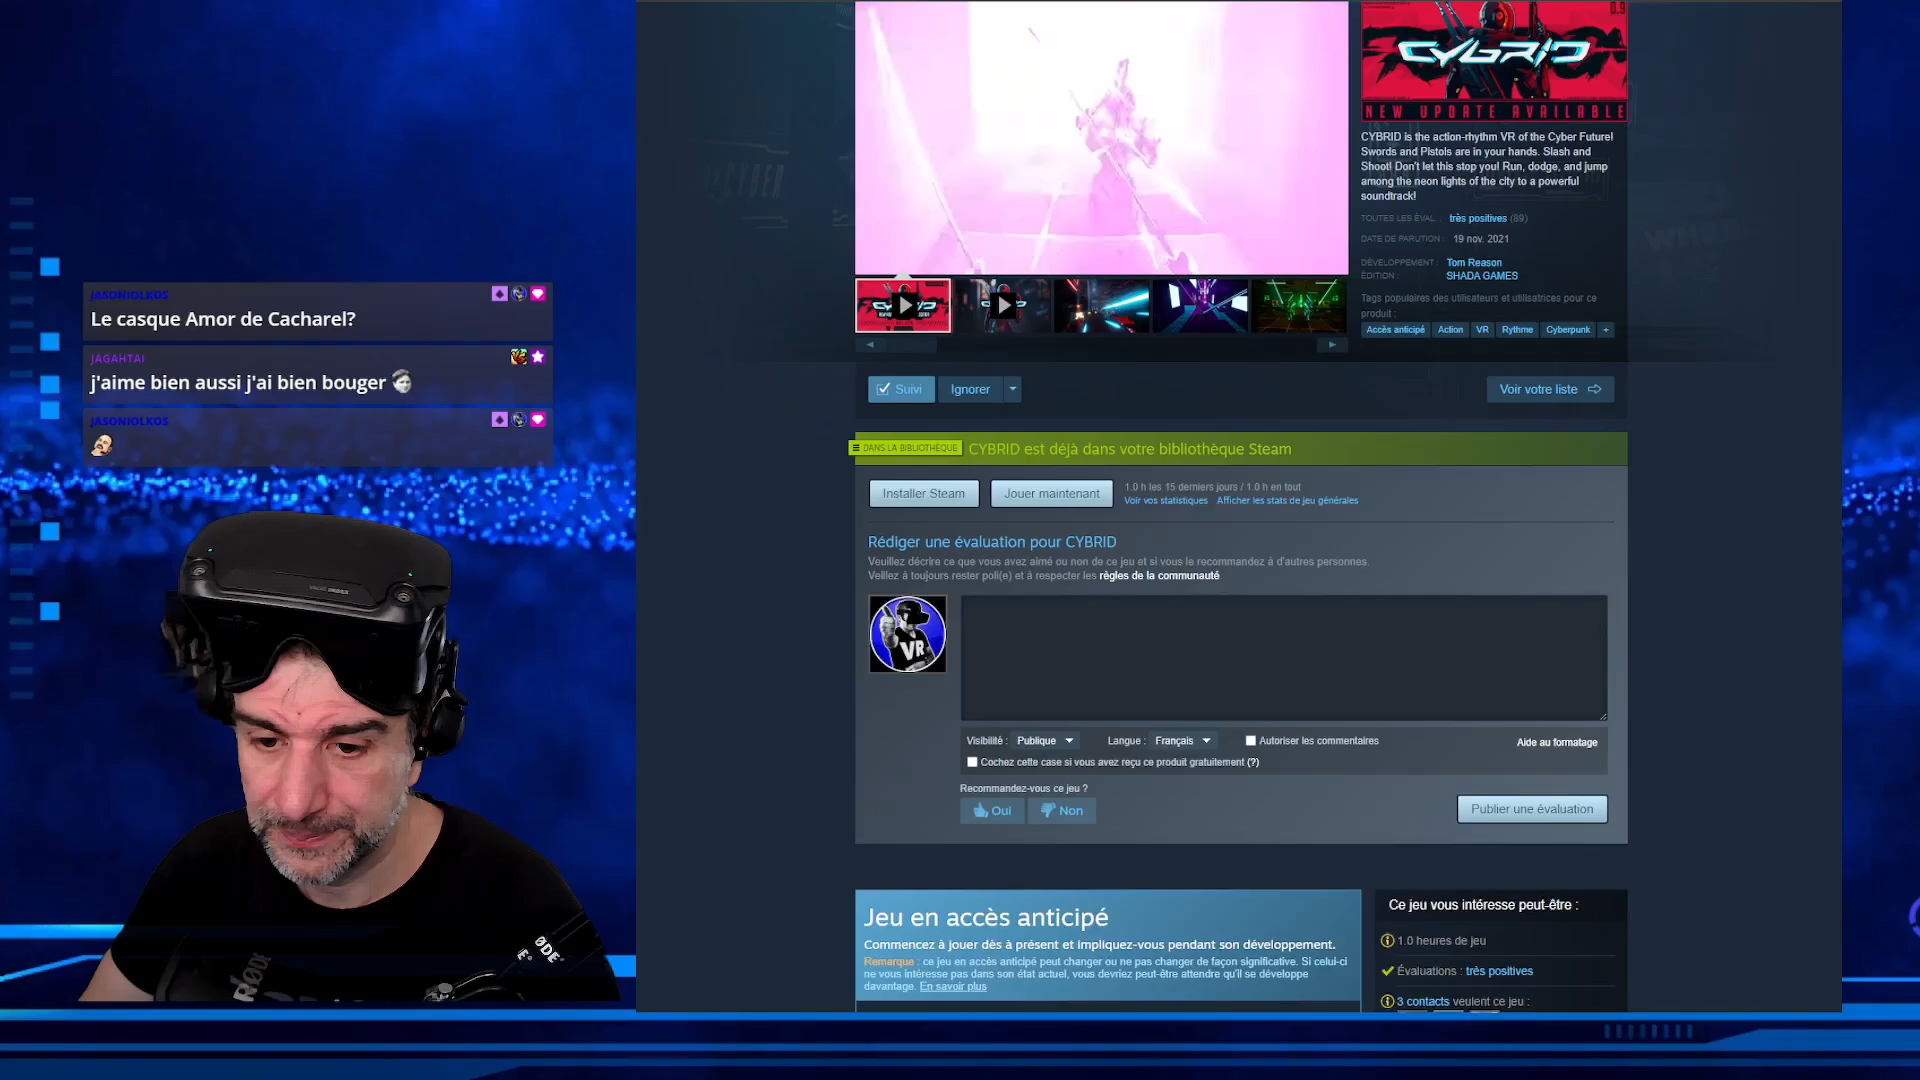 JASONIOLKOS
Le casque Amor de Cacharel?
JAGAHTAI
j'aime bien aussi j'ai bien bouger
JASONIOLKOS
VALVE INDEX
RØDE
0.9
CYBRID
NEW UPDATE AVAILABLE
CYBRID is the action-rhythm VR of the Cyber Future!
Swords and Pistols are in your hands. Slash and
Shoot! Don't let this stop you! Run, dodge, and jump
among the neon lights of the city to a powerful
soundtrack!
TOUTES LES ÉVAL. : très positives (89)
DATE DE PARUTION : 19 nov. 2021
DÉVELOPPEMENT : Tom Reason
ÉDITION : SHADA GAMES
Tags populaires des utilisateurs et utilisatrices pour ce
produit :
Accès anticipé Action VR Rythme Cyberpunk +
Suivi Ignorer Voir votre liste
DANS LA BIBLIOTHÈQUE CYBRID est déjà dans votre bibliothèque Steam
Installer Steam Jouer maintenant
1.0 h les 15 derniers jours / 1.0 h en tout
Voir vos statistiques Afficher les stats de jeu générales
Rédiger une évaluation pour CYBRID
Veuillez décrire ce que vous avez aimé ou non de ce jeu et si vous le recommandez à d'autres personnes.
Veillez à toujours rester poli(e) et à respecter les règles de la communauté.
VR
Visibilité : Publique Langue : Français Autoriser les commentaires Aide au formatage
Cochez cette case si vous avez reçu ce produit gratuitement (?)
Recommandez-vous ce jeu ?
Oui Non Publier une évaluation
Jeu en accès anticipé
Commencez à jouer dès à présent et impliquez-vous pendant son développement.
Remarque : ce jeu en accès anticipé peut changer ou ne pas changer de façon significative. Si celui-ci
ne vous intéresse pas dans son état actuel, vous devriez peut-être attendre qu'il se développe
davantage. En savoir plus
Ce jeu vous intéresse peut-être :
1.0 heures de jeu
Évaluations : très positives
3 contacts veulent ce jeu :